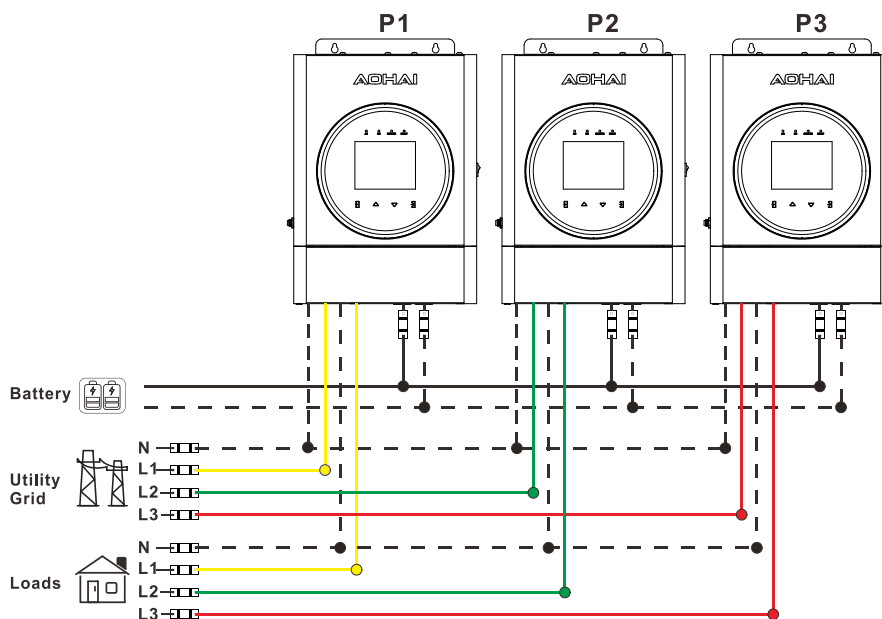 P1 P2 P3
AOHAI AOHAI AOHAI
Battery
N
L1
Utility
Grid
L2
L3
N
L1
Loads
L2
L3